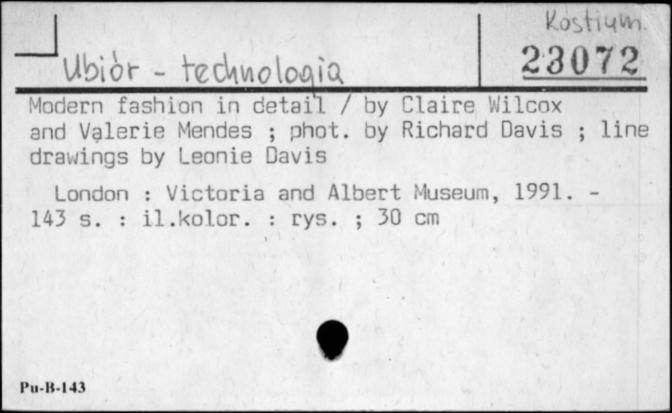 Kostium.
23072
Ubiór - technologia
Modern fashion in detail / by Claire Wilcox
and Valerie Mendes ; phot. by Richard Davis ; line
drawings by Leonie Davis
London : Victoria and Albert Museum, 1991. -
143 s. : il.kolor. : rys. ; 30 cm
Pu-B-143